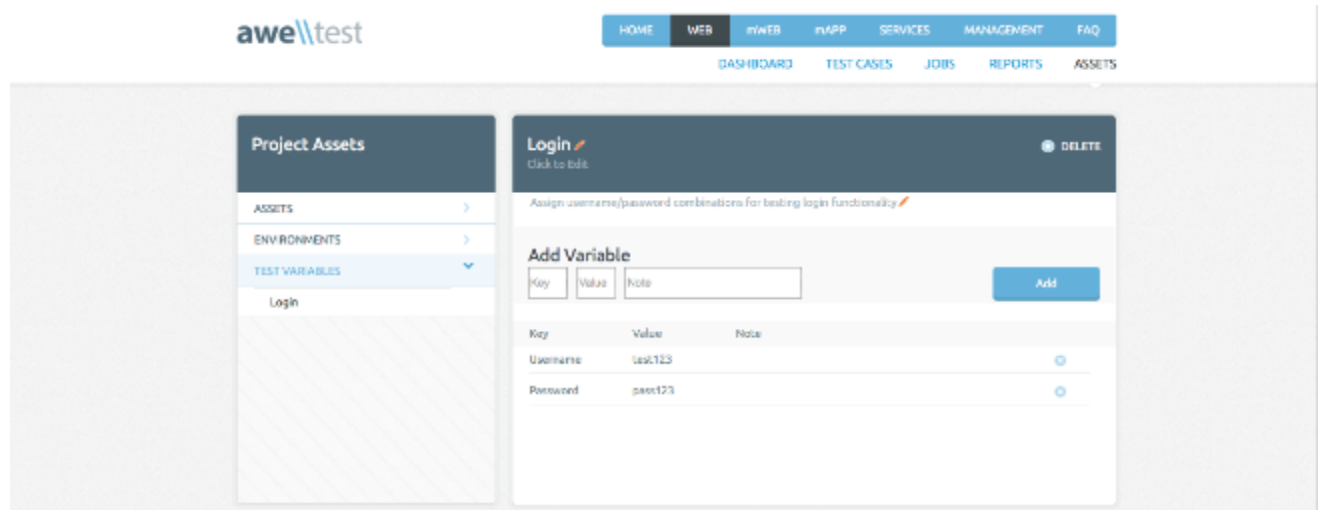 awe\\test
HOME WEB mWEB mAPP SERVICES MANAGEMENT FAQ
DASHBOARD TEST CASES JOBS REPORTS ASSETS
Project Assets
ASSETS
ENVIRONMENTS
TEST VARIABLES
Login
Login
Click to Edit
DELETE
Assign username/password combinations for testing login functionality
Add Variable
Key Value Note
Add
Key Value Note
Username test123
Password pass123